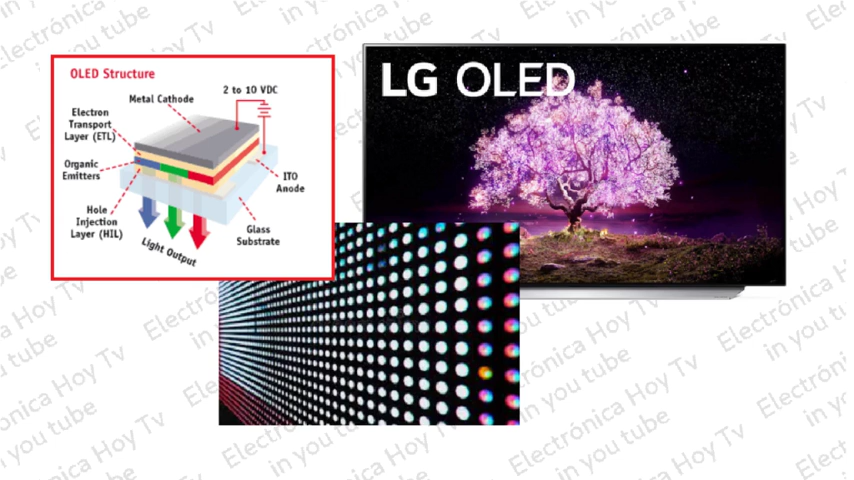 OLED Structure
Metal Cathode
2 to 10 VDC
Electron
Transport
Layer (ETL)
Organic
Emitters
ITO
Anode
Hole
Injection
Layer (HIL)
Glass
Substrate
Light Output
LG OLED
Electrónica Hoy Tv
in you tube